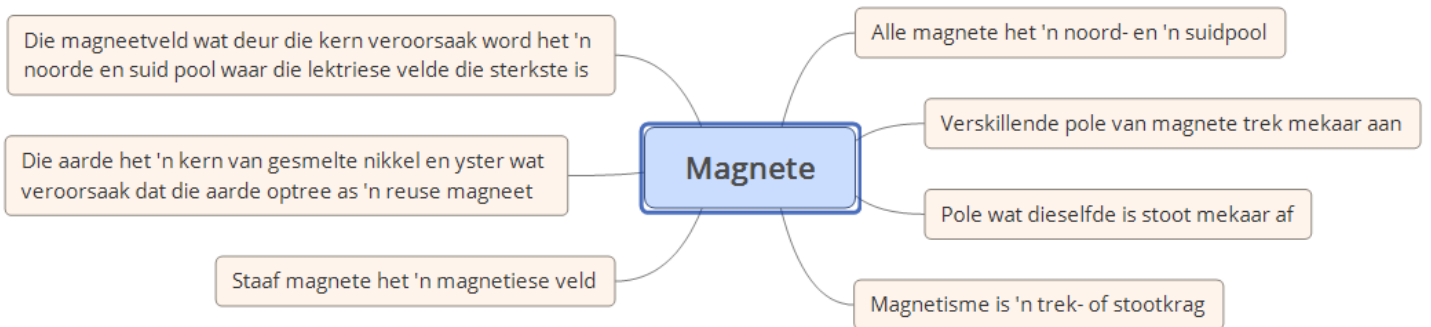 Magnete
Alle magnete het 'n noord- en 'n suidpool
Verskillende pole van magnete trek mekaar aan
Pole wat dieselfde is stoot mekaar af
Magnetisme is 'n trek- of stootkrag
Die magneetveld wat deur die kern veroorsaak word het 'n
noorde en suid pool waar die lektriese velde die sterkste is
Die aarde het 'n kern van gesmelte nikkel en yster wat
veroorsaak dat die aarde optree as 'n reuse magneet
Staaf magnete het 'n magnetiese veld